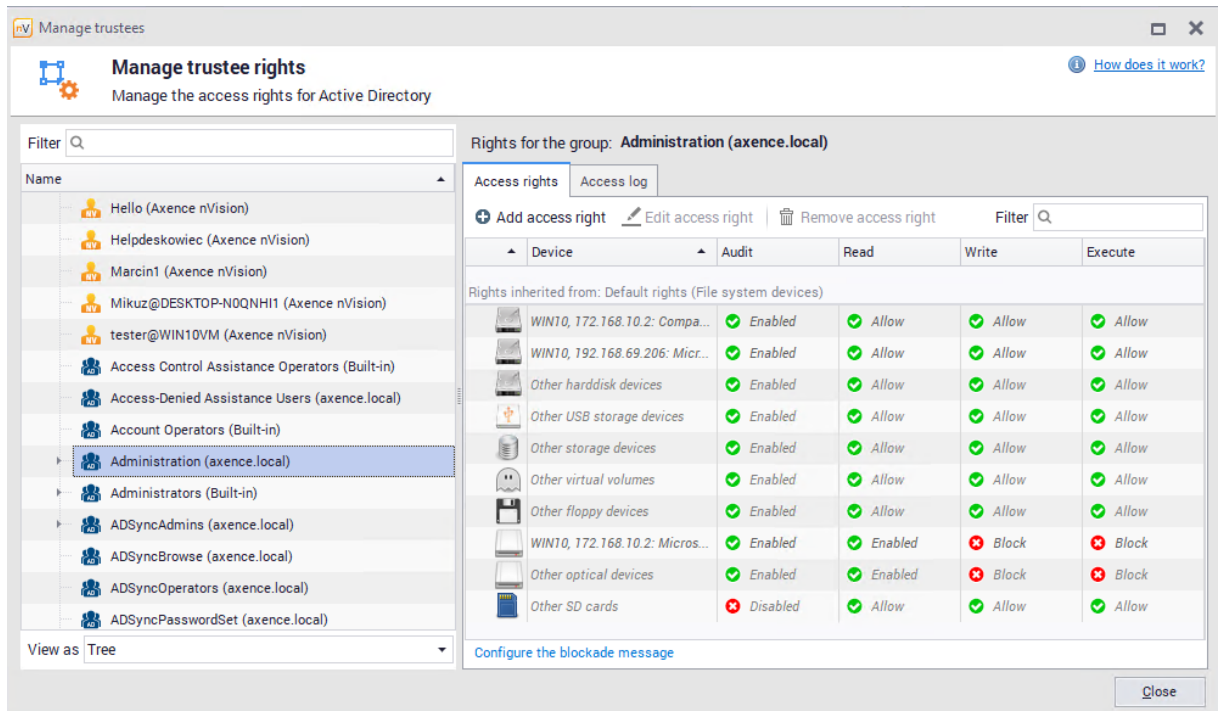 nV Manage trustees
Manage trustee rights
Manage the access rights for Active Directory
How does it work?
Filter
Name
Hello (Axence nVision)
Helpdeskowiec (Axence nVision)
Marcin1 (Axence nVision)
Mikuz@DESKTOP-N0QNHI1 (Axence nVision)
tester@WIN10VM (Axence nVision)
Access Control Assistance Operators (Built-in)
Access-Denied Assistance Users (axence.local)
Account Operators (Built-in)
Administration (axence.local)
Administrators (Built-in)
ADSyncAdmins (axence.local)
ADSyncBrowse (axence.local)
ADSyncOperators (axence.local)
ADSyncPasswordSet (axence.local)
View as Tree
Rights for the group: Administration (axence.local)
Access rights Access log
Add access right Edit access right Remove access right Filter
Device Audit Read Write Execute
Rights inherited from: Default rights (File system devices)
WIN10, 172.168.10.2: Compa... Enabled Allow Allow Allow
WIN10, 192.168.69.206: Micr... Enabled Allow Allow Allow
Other harddisk devices Enabled Allow Allow Allow
Other USB storage devices Enabled Allow Allow Allow
Other storage devices Enabled Allow Allow Allow
Other virtual volumes Enabled Allow Allow Allow
Other floppy devices Enabled Allow Allow Allow
WIN10, 172.168.10.2: Micros... Enabled Enabled Block Block
Other optical devices Enabled Enabled Block Block
Other SD cards Disabled Allow Allow Allow
Configure the blockade message
Close